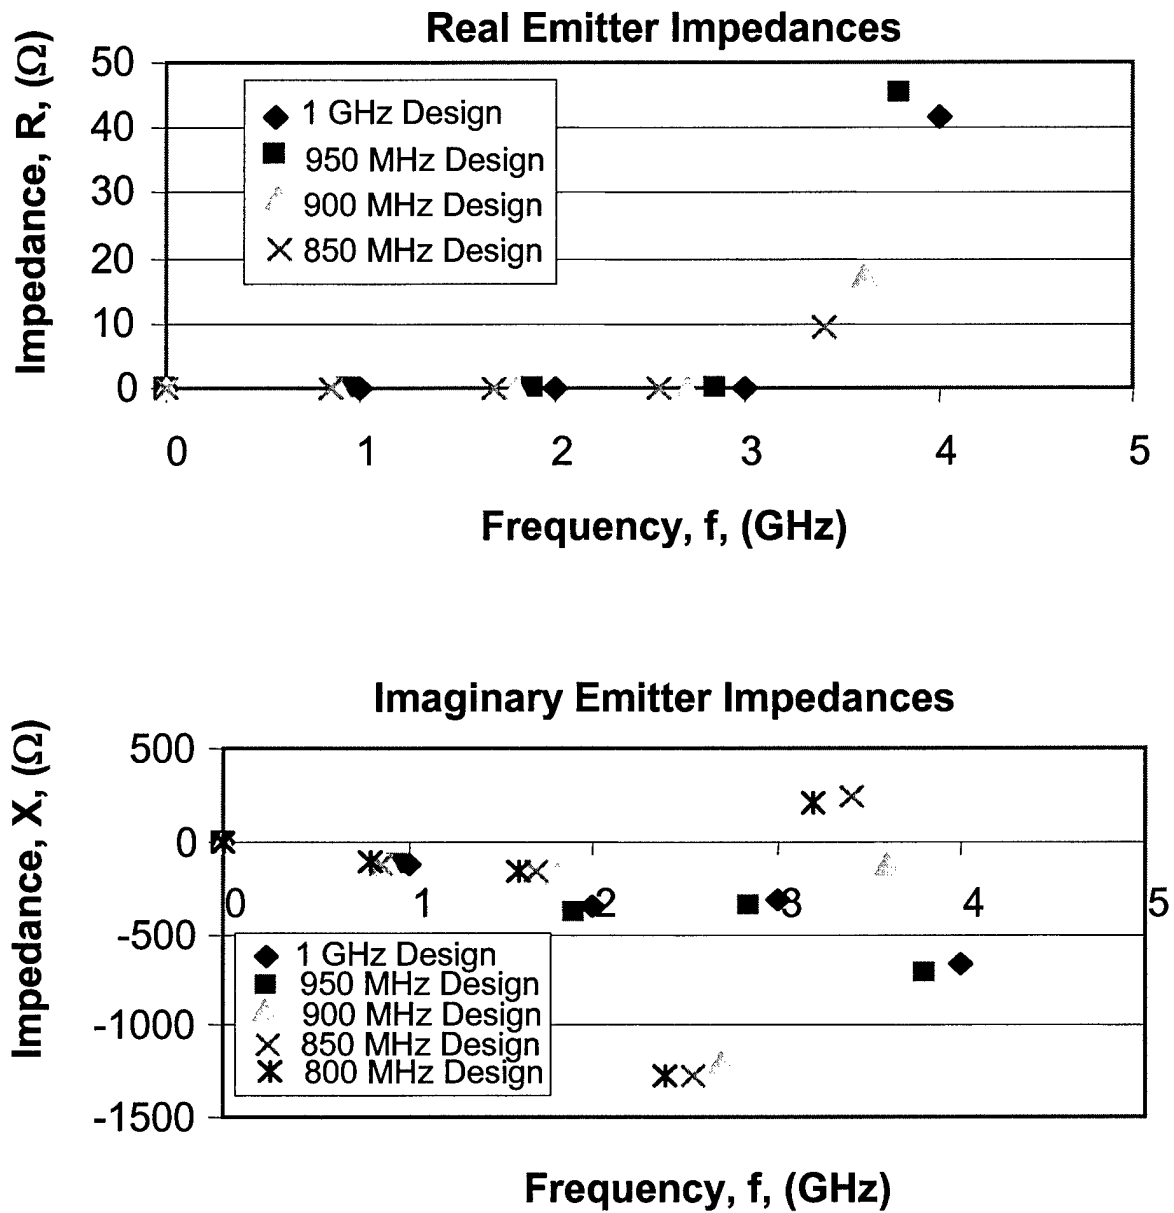 Real Emitter Impedances
Impedance, R, (Ω)
50
40
30
20
10
0
1 GHz Design
950 MHz Design
900 MHz Design
850 MHz Design
0 1 2 3 4 5
Frequency, f, (GHz)
Imaginary Emitter Impedances
Impedance, X, (Ω)
500
0
-500
-1000
-1500
0 1 2 3 4 5
1 GHz Design
950 MHz Design
900 MHz Design
850 MHz Design
800 MHz Design
Frequency, f, (GHz)